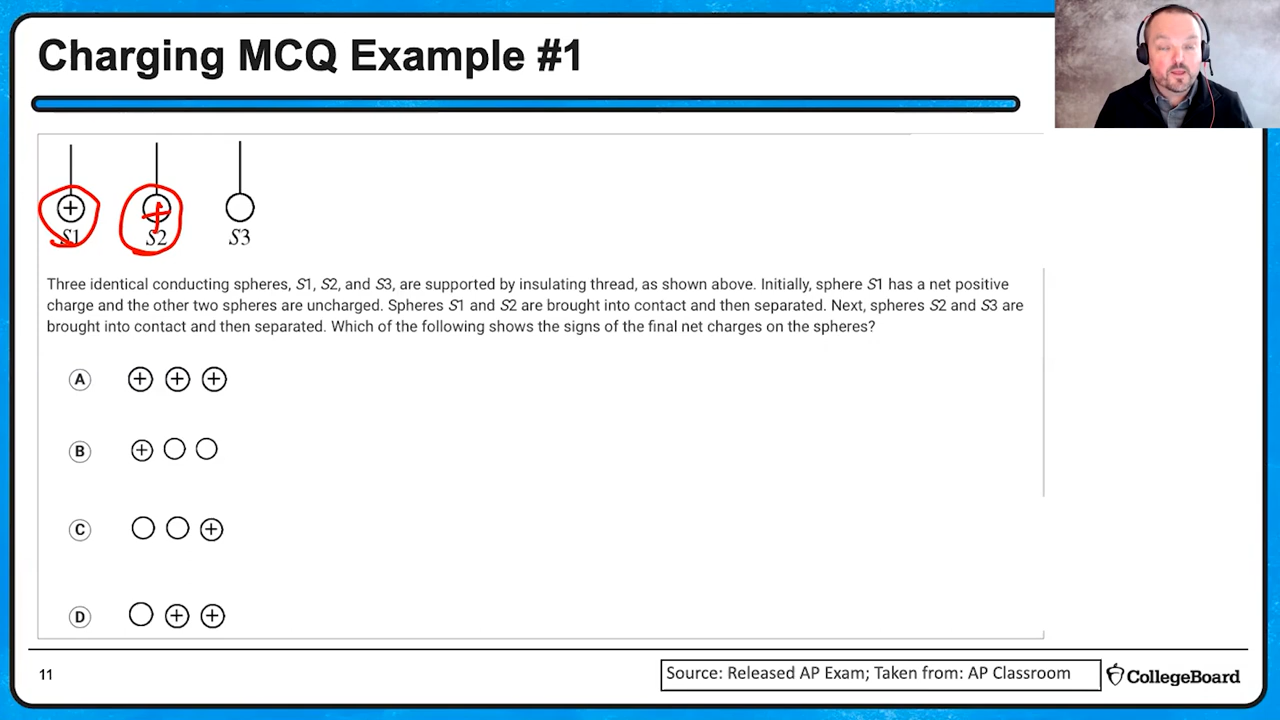 Charging MCQ Example #1
+ +
S1 S2 S3
Three identical conducting spheres, S1, S2, and S3, are supported by insulating thread, as shown above. Initially, sphere S1 has a net positive
charge and the other two spheres are uncharged. Spheres S1 and S2 are brought into contact and then separated. Next, spheres S2 and S3 are
brought into contact and then separated. Which of the following shows the signs of the final net charges on the spheres?
A + + +
B +
C +
D + +
11
Source: Released AP Exam; Taken from: AP Classroom
CollegeBoard